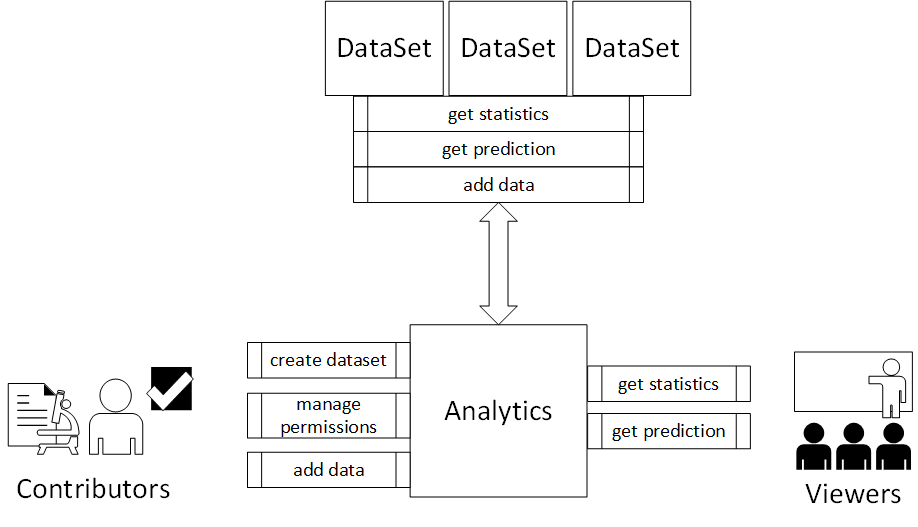 DataSet DataSet DataSet
get statistics
get prediction
add data
create dataset
manage
permissions
add data
Analytics
get statistics
get prediction
Contributors
Viewers